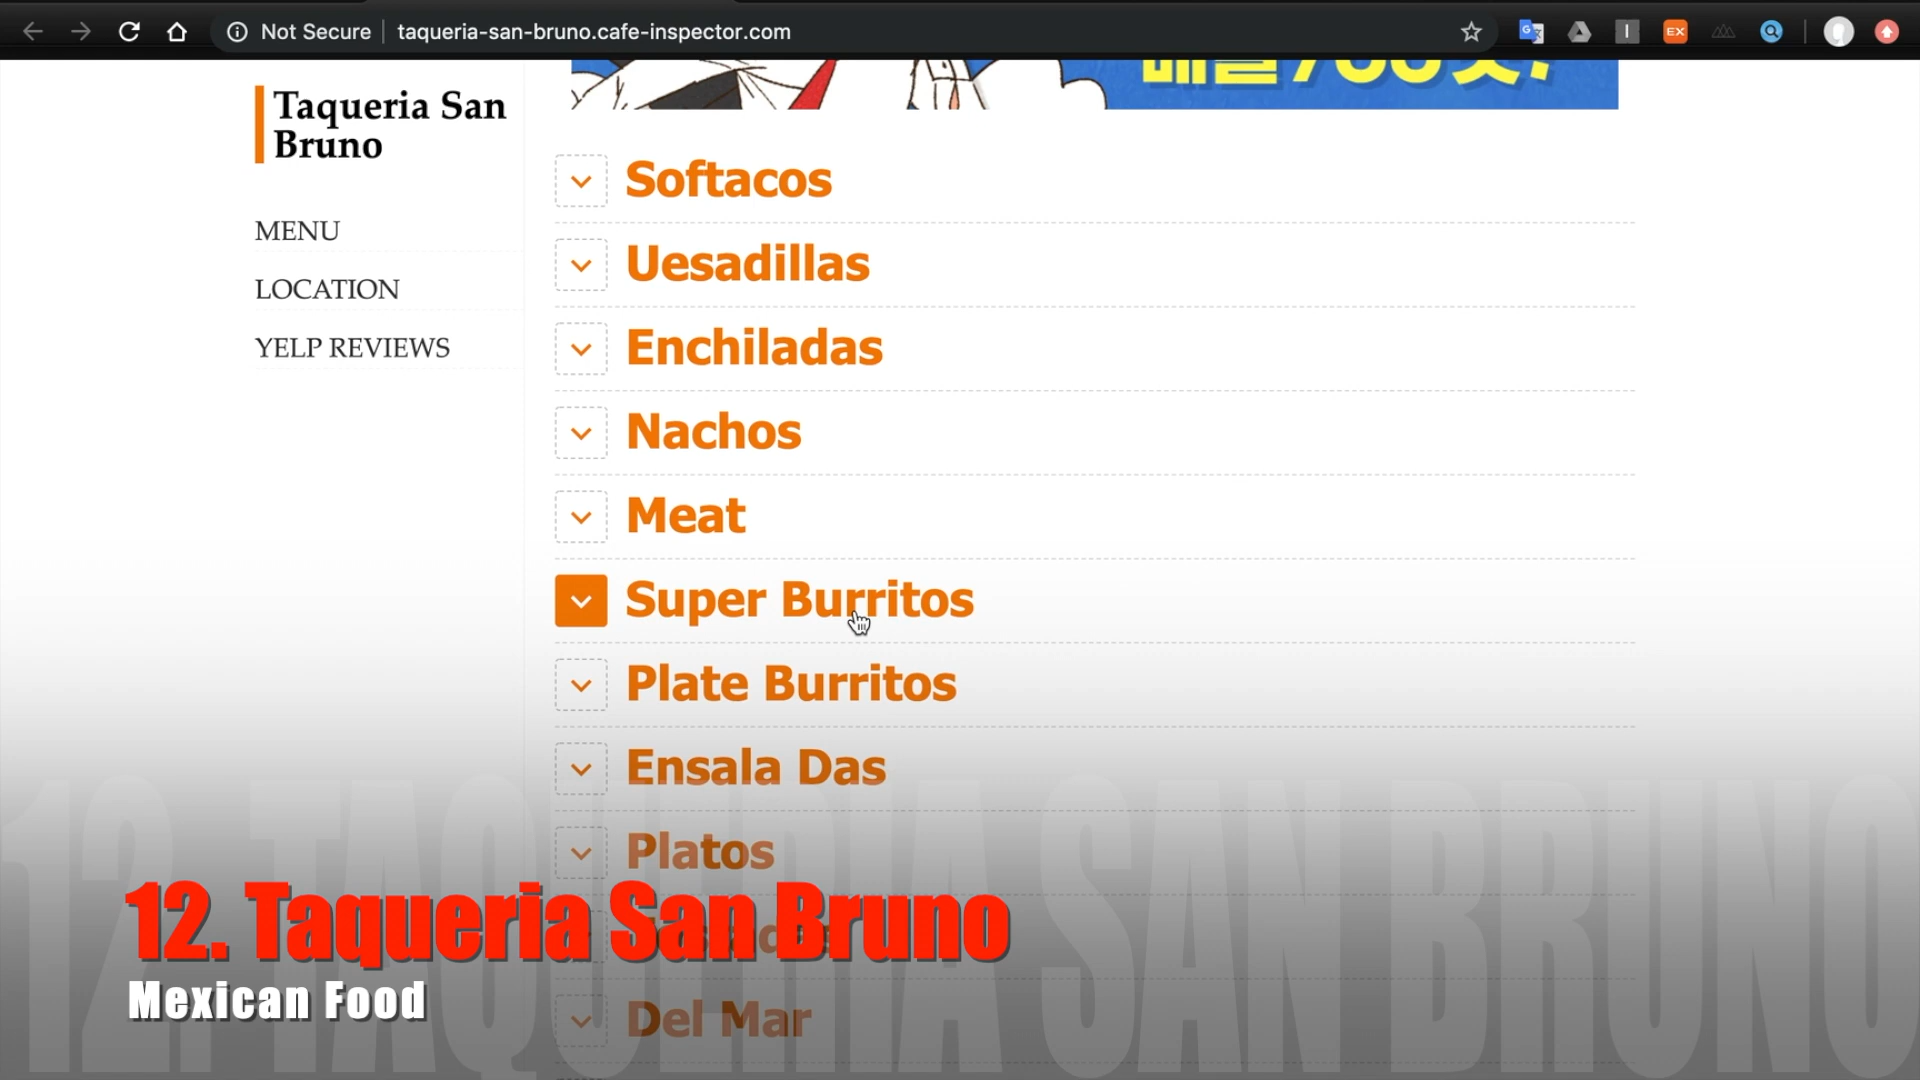 Not Secure
taqueria-san-bruno.cafe-inspector.com
EX
Taqueria San
Bruno
MENU
LOCATION
YELP REVIEWS
Softacos
Uesadillas
Enchiladas
Nachos
Meat
Super Burritos
Plate Burritos
Ensala Das
Platos
Del Mar
12. Taqueria San Bruno
Mexican Food
12. TAQUERIA SAN BRUNO